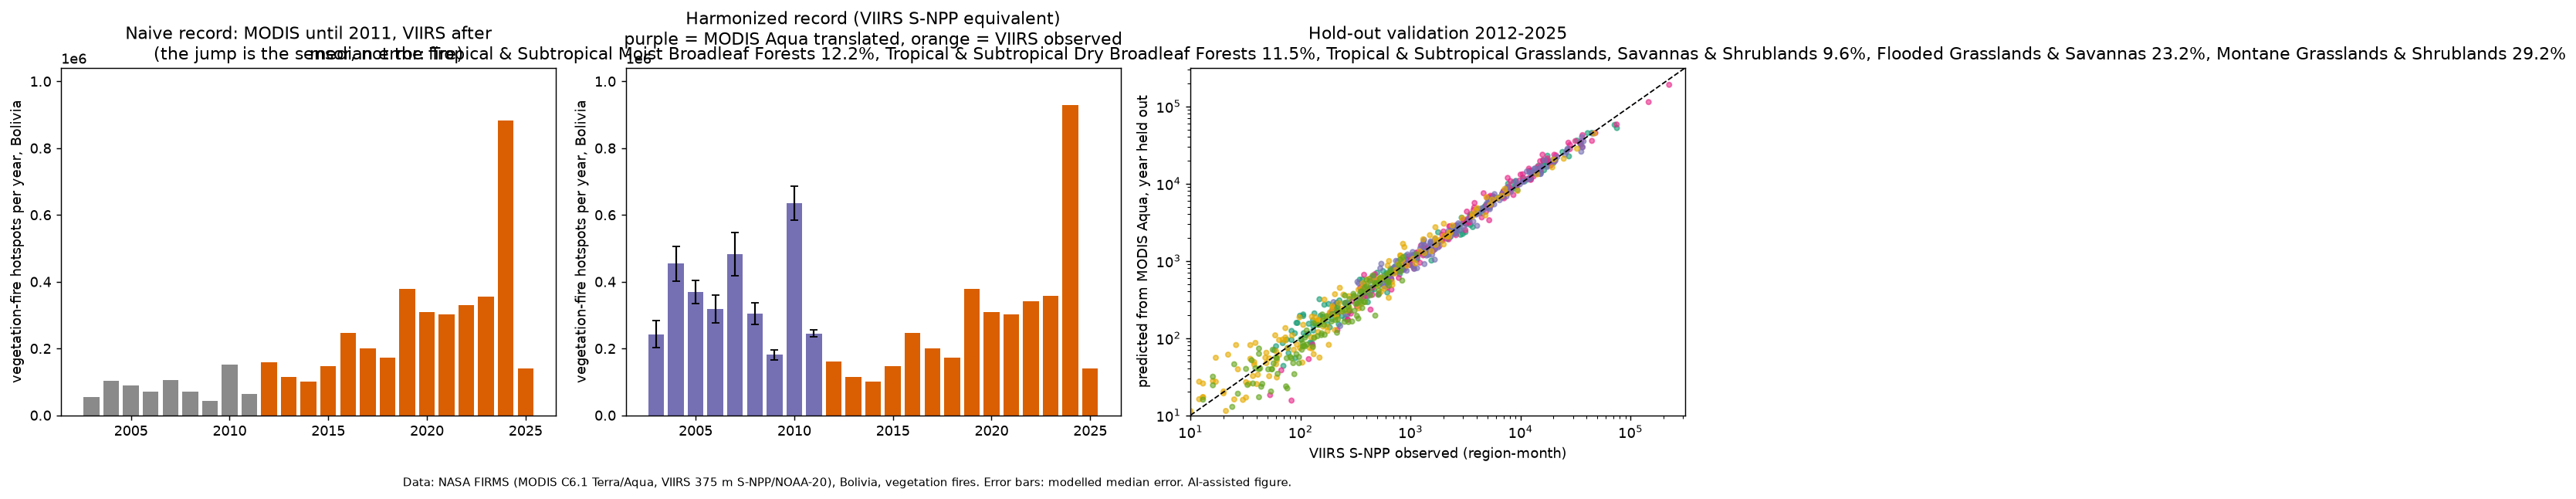 Naive record: MODIS until 2011, VIIRS after
(the jump is the sensor, not the fire)
1e6
1.0
0.8
0.6
0.4
0.2
0.0
vegetation-fire hotspots per year, Bolivia
2005
2010
2015
2020
2025
Harmonized record (VIIRS S-NPP equivalent)
purple = MODIS Aqua translated, orange = VIIRS observed
1e6
1.0
0.8
0.6
0.4
0.2
0.0
vegetation-fire hotspots per year, Bolivia
2005
2010
2015
2020
2025
Hold-out validation 2012-2025
median error: Tropical & Subtropical Moist Broadleaf Forests 12.2%, Tropical & Subtropical Dry Broadleaf Forests 11.5%, Tropical & Subtropical Grasslands, Savannas & Shrublands 9.6%, Flooded Grasslands & Savannas 23.2%, Montane Grasslands & Shrublands 29.2%
10⁵
10⁴
10³
10²
10¹
predicted from MODIS Aqua, year held out
10¹
10²
10³
10⁴
10⁵
VIIRS S-NPP observed (region-month)
Data: NASA FIRMS (MODIS C6.1 Terra/Aqua, VIIRS 375 m S-NPP/NOAA-20), Bolivia, vegetation fires. Error bars: modelled median error. AI-assisted figure.